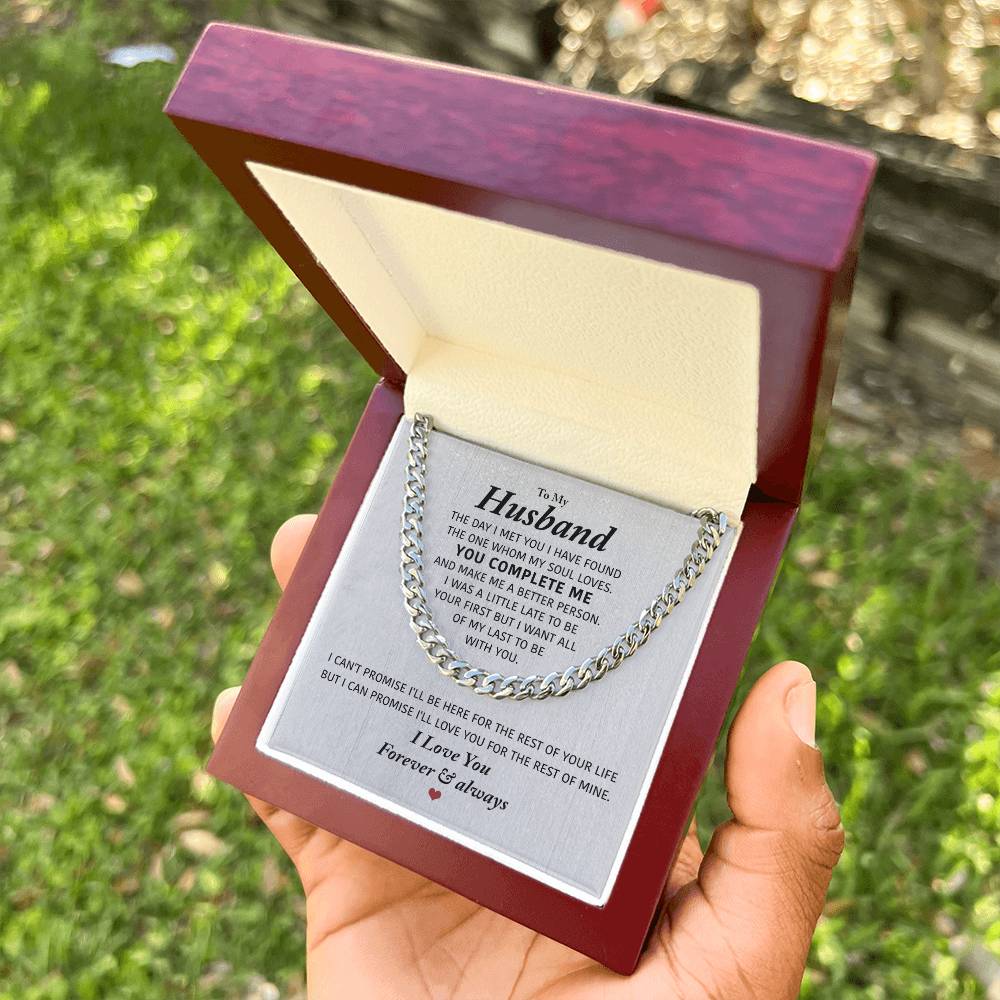 To My
Husband
THE DAY I MET YOU I HAVE FOUND
THE ONE WHOM MY SOUL LOVES.
YOU COMPLETE ME
AND MAKE ME A BETTER PERSON.
I WAS A LITTLE LATE TO BE
YOUR FIRST BUT I WANT ALL
OF MY LAST TO BE
WITH YOU.
I CAN'T PROMISE I'LL BE HERE FOR THE REST OF YOUR LIFE
BUT I CAN PROMISE I'LL LOVE YOU FOR THE REST OF MINE.
I Love You
Forever & always